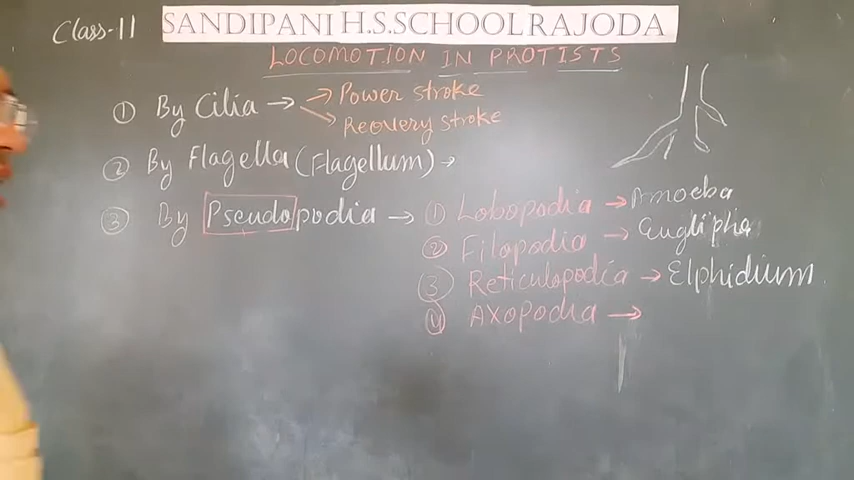 Class-11 SANDIPANI H.S.SCHOOL RAJODA
LOCOMOTION IN PROTISTS
① By Cilia → → Power stroke
→ Recovery stroke
② By Flagella (Flagellum) →
③ By Pseudopodia → ① Lobopodia → Amoeba
② Filopodia → Euglipha
③ Reticulopodia → Elphidium
④ Axopodia →